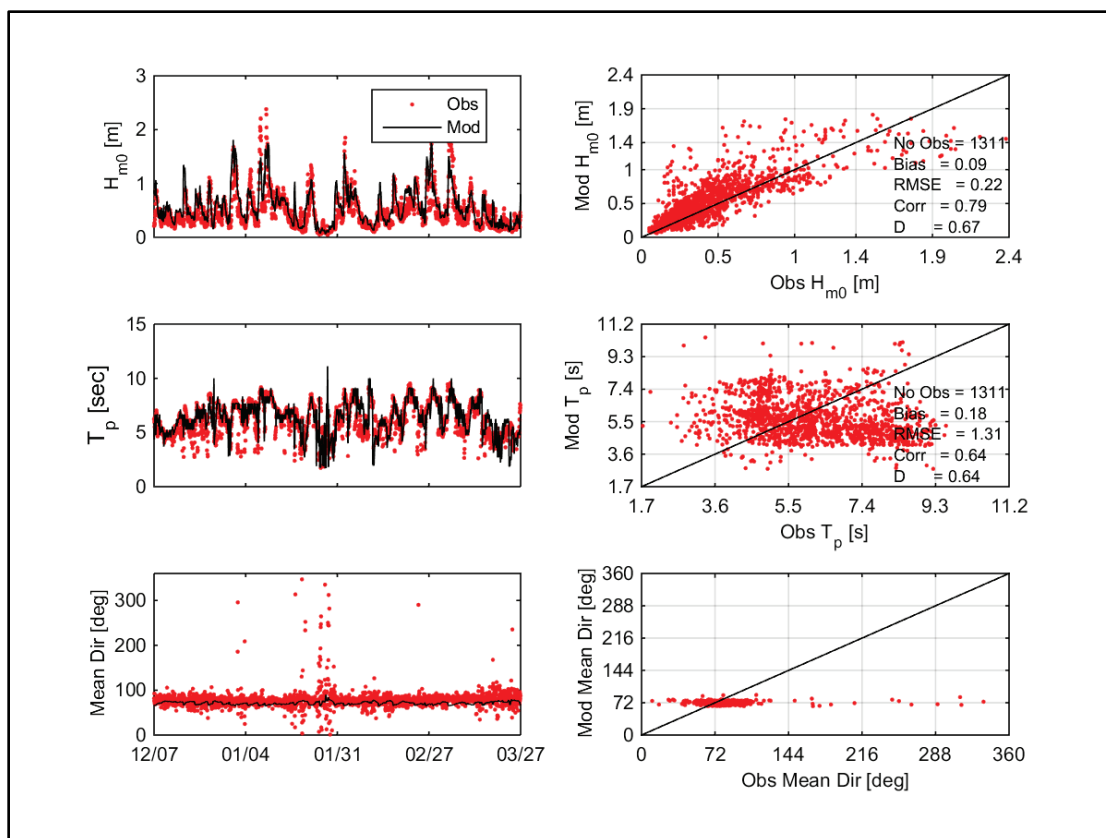 3
2
1
0
H_m0 [m]
Obs
Mod
2.4
1.9
1.4
1
0.5
0
Mod H_m0 [m]
No Obs = 1311
Bias = 0.09
RMSE = 0.22
Corr = 0.79
D = 0.67
0 0.5 1 1.4 1.9 2.4
Obs H_m0 [m]
15
10
5
0
T_p [sec]
11.2
9.3
7.4
5.5
3.6
1.7
Mod T_p [s]
No Obs = 1311
Bias = 0.18
RMSE = 1.31
Corr = 0.64
D = 0.64
1.7 3.6 5.5 7.4 9.3 11.2
Obs T_p [s]
300
200
100
0
Mean Dir [deg]
12/07 01/04 01/31 02/27 03/27
360
288
216
144
72
0
Mod Mean Dir [deg]
0 72 144 216 288 360
Obs Mean Dir [deg]